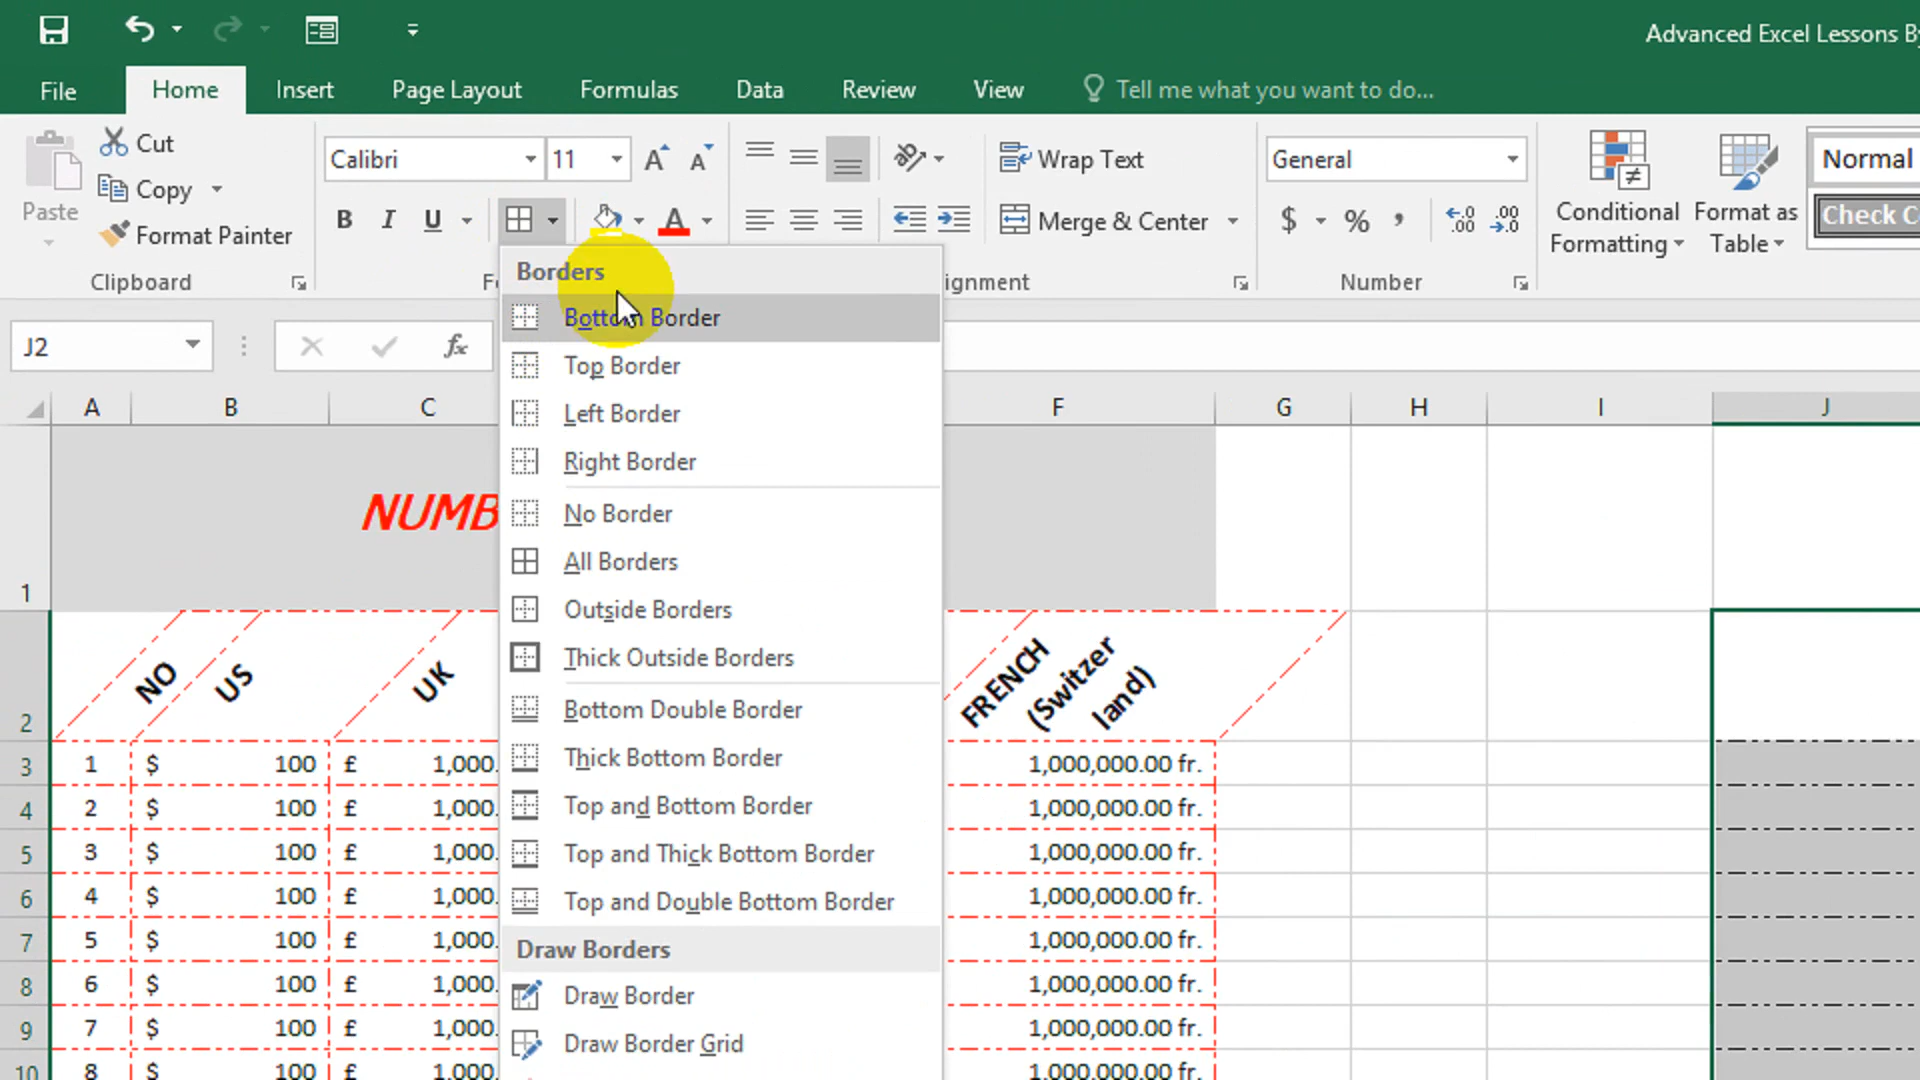 Advanced Excel Lessons B
File Home Insert Page Layout Formulas Data Review View Tell me what you want to do...
Paste
Cut
Copy
Format Painter
Clipboard
Calibri 11
B I U
A A A
Wrap Text
Merge & Center
ignment
General
$ % ,
Number
Conditional Formatting
Format as Table
Normal
Check C
J2
fx
Borders
Bottom Border
Top Border
Left Border
Right Border
No Border
All Borders
Outside Borders
Thick Outside Borders
Bottom Double Border
Thick Bottom Border
Top and Bottom Border
Top and Thick Bottom Border
Top and Double Bottom Border
Draw Borders
Draw Border
Draw Border Grid
A B C F G H I J
1 NUMB
2 NO US UK FRENCH (Switzer land)
3 1 $ 100 £ 1,000. 1,000,000.00 fr.
4 2 $ 100 £ 1,000. 1,000,000.00 fr.
5 3 $ 100 £ 1,000. 1,000,000.00 fr.
6 4 $ 100 £ 1,000. 1,000,000.00 fr.
7 5 $ 100 £ 1,000. 1,000,000.00 fr.
8 6 $ 100 £ 1,000. 1,000,000.00 fr.
9 7 $ 100 £ 1,000. 1,000,000.00 fr.
10 8 $ 100 £ 1,000. 1,000,000.00 fr.